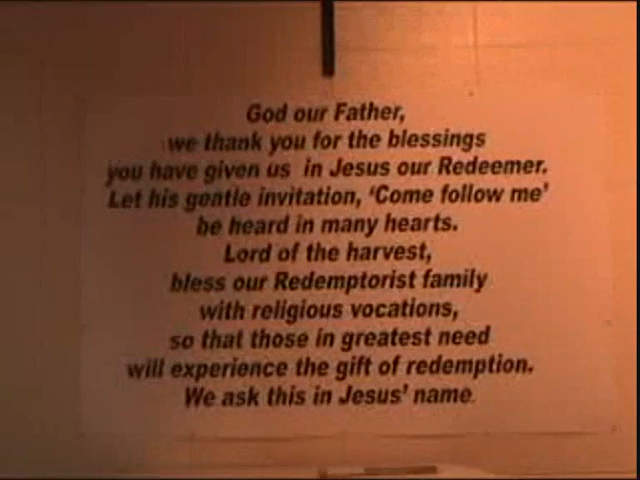 God our Father,
we thank you for the blessings
you have given us in Jesus our Redeemer.
Let his gentle invitation, ‘Come follow me’
be heard in many hearts.
Lord of the harvest,
bless our Redemptorist family
with religious vocations,
so that those in greatest need
will experience the gift of redemption.
We ask this in Jesus’ name